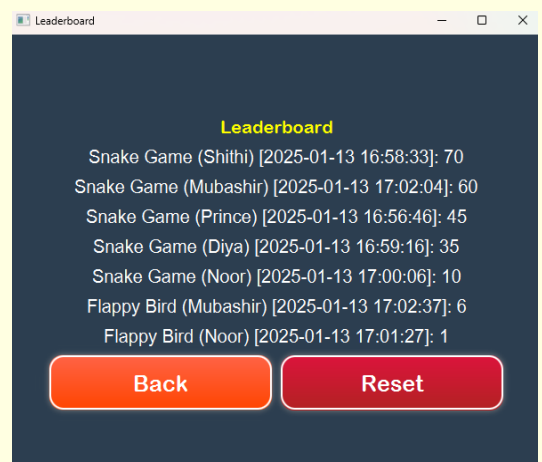 Leaderboard
Leaderboard
Snake Game (Shithi) [2025-01-13 16:58:33]: 70
Snake Game (Mubashir) [2025-01-13 17:02:04]: 60
Snake Game (Prince) [2025-01-13 16:56:46]: 45
Snake Game (Diya) [2025-01-13 16:59:16]: 35
Snake Game (Noor) [2025-01-13 17:00:06]: 10
Flappy Bird (Mubashir) [2025-01-13 17:02:37]: 6
Flappy Bird (Noor) [2025-01-13 17:01:27]: 1
Back Reset